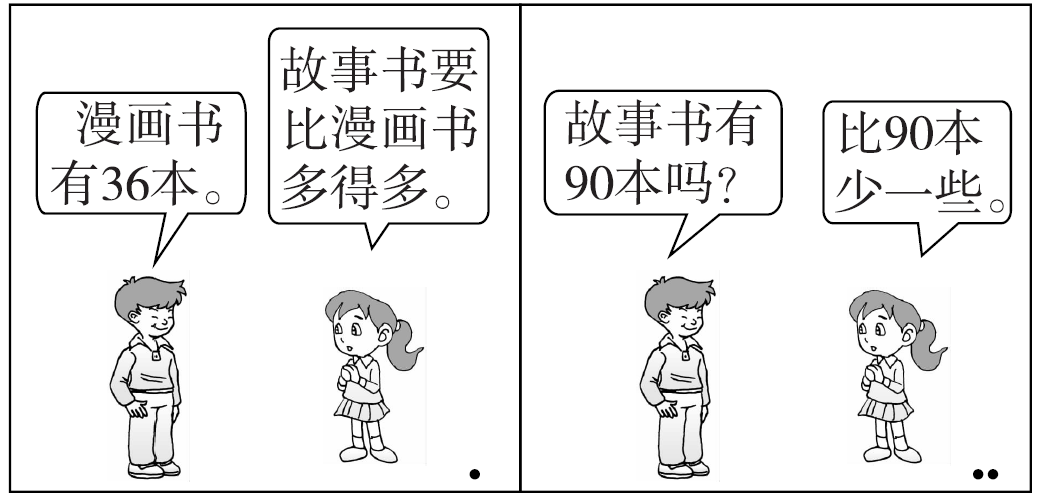 漫画书
有36本。
故事书要
比漫画书
多得多。
故事书有
90本吗？
比90本
少一些。